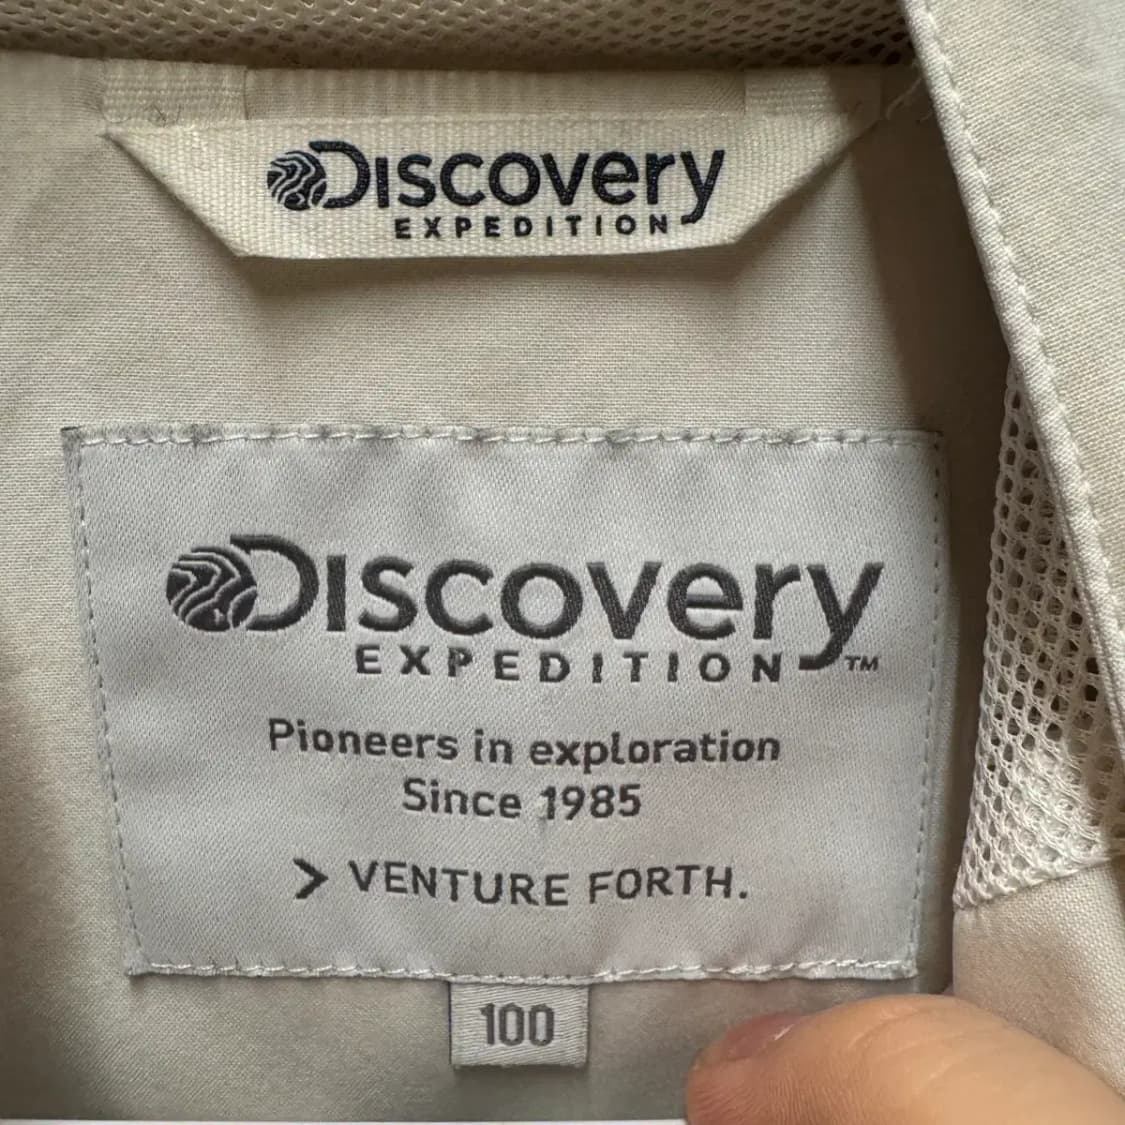 DISCOVERY
EXPEDITION
DISCOVERY
EXPEDITION™
Pioneers in exploration
Since 1985
> VENTURE FORTH.
100